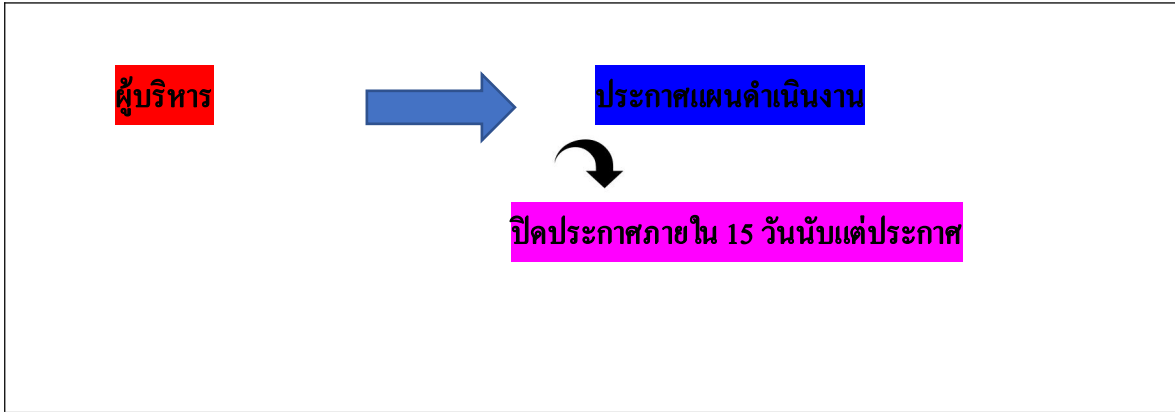 ผู้บริหาร
ประกาศแผนดำเนินงาน
ปิดประกาศภายใน 15 วันนับแต่ประกาศ